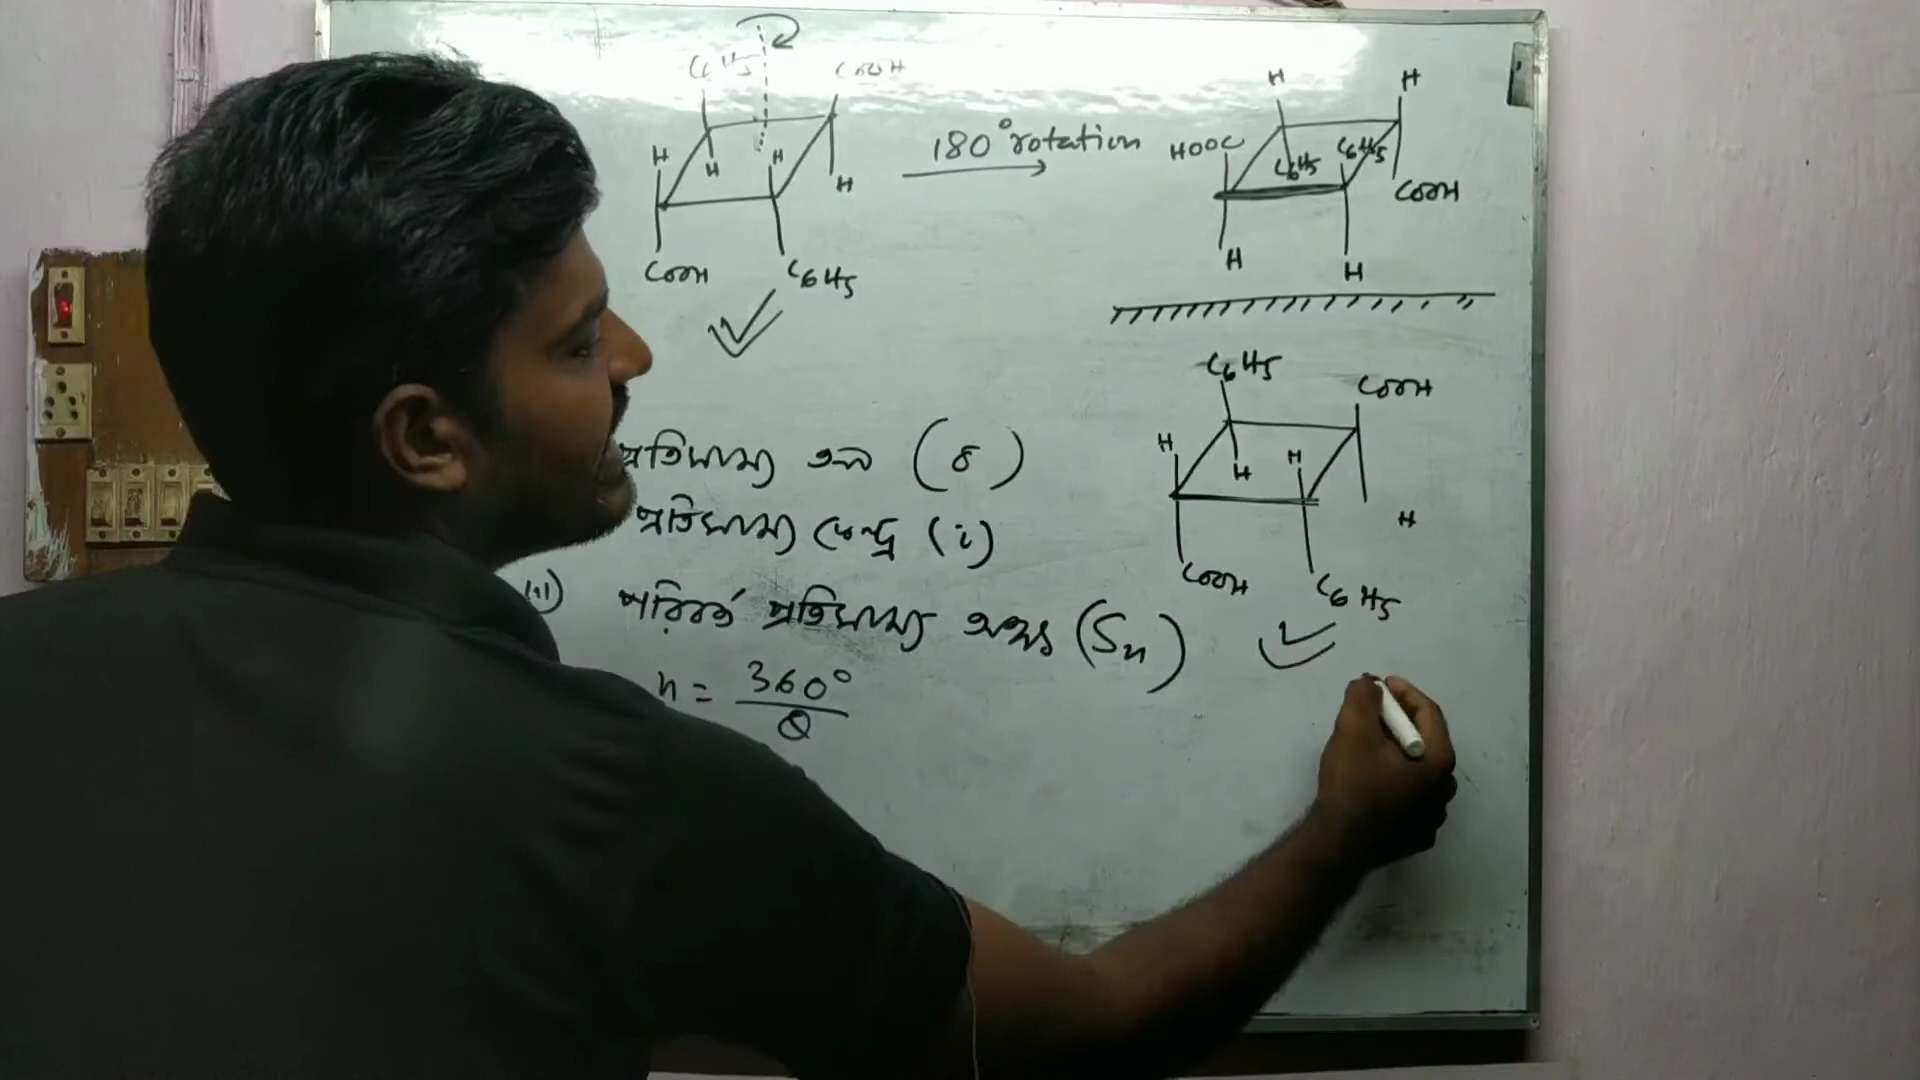 C6H5
COOH
H
H
H
H
COOH
C6H5
180° rotation
H
H
HOOC
C6H5
C6H5
COOH
H
H
C6H5
COOH
H
H
H
H
COOH
C6H5
প্রতিসাম্য তল (σ)
প্রতিসাম্য কেন্দ্র (i)
পরিবর্ত প্রতিসাম্য অক্ষ (Sn)
n = 360° / θ